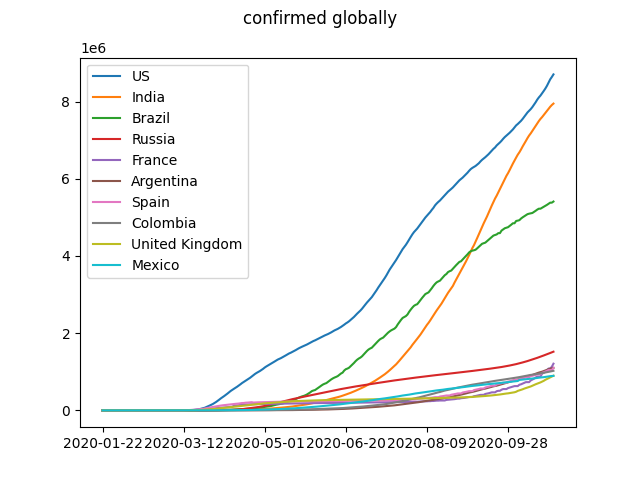 confirmed globally
1e6
US
India
Brazil
Russia
France
Argentina
Spain
Colombia
United Kingdom
Mexico
8
6
4
2
0
2020-01-22 2020-03-12 2020-05-01 2020-06-20 2020-08-09 2020-09-28